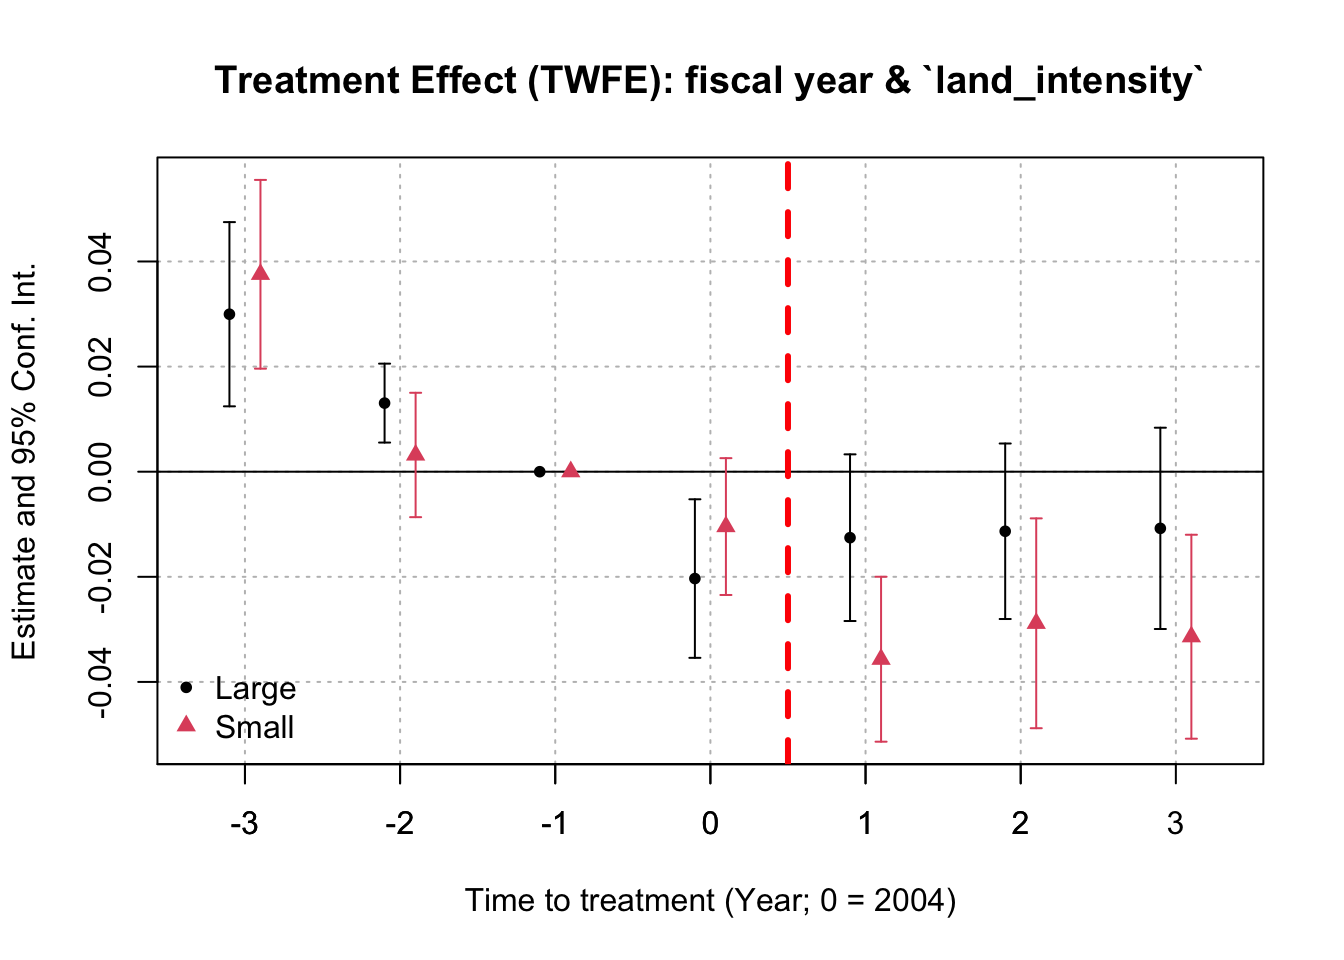 Treatment Effect (TWFE): fiscal year & `land_intensity`
Estimate and 95% Conf. Int.
0.04
0.02
0.00
-0.02
-0.04
Large
Small
-3 -2 -1 0 1 2 3
Time to treatment (Year; 0 = 2004)